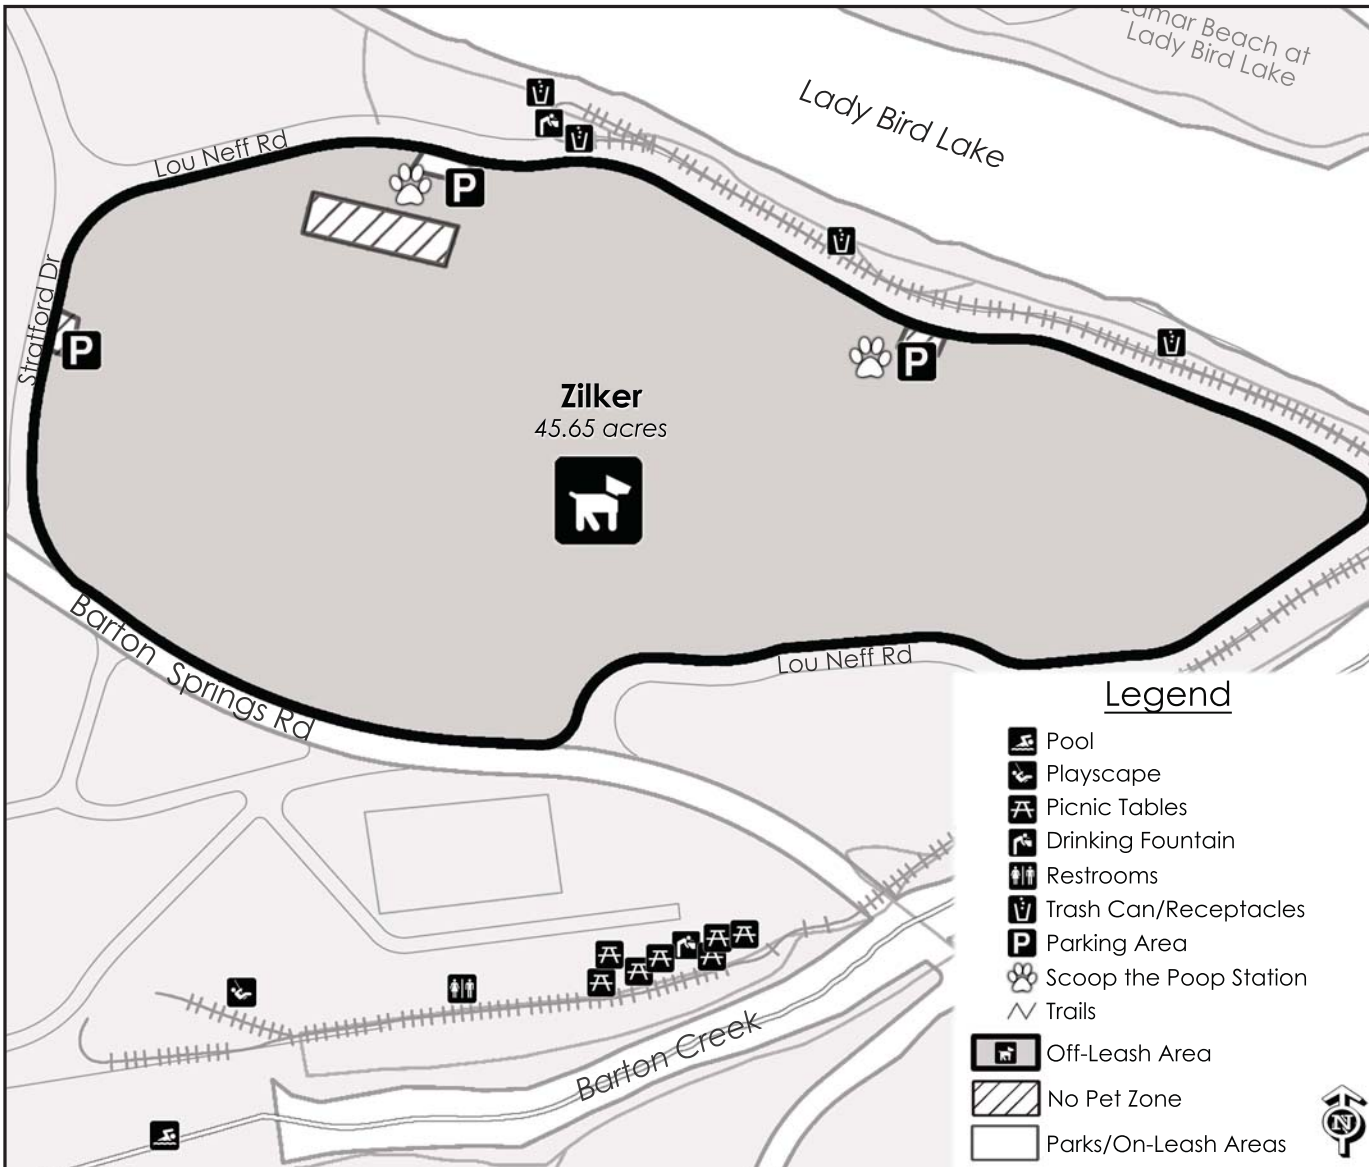 Lamar Beach at
Lady Bird Lake
Lady Bird Lake
Lou Neff Rd
P
Stratford Dr
P
P
Zilker
45.65 acres
Barton Springs Rd
Lou Neff Rd
Barton Creek
Legend
Pool
Playscape
Picnic Tables
Drinking Fountain
Restrooms
Trash Can/Receptacles
P Parking Area
Scoop the Poop Station
Trails
Off-Leash Area
No Pet Zone
Parks/On-Leash Areas
N